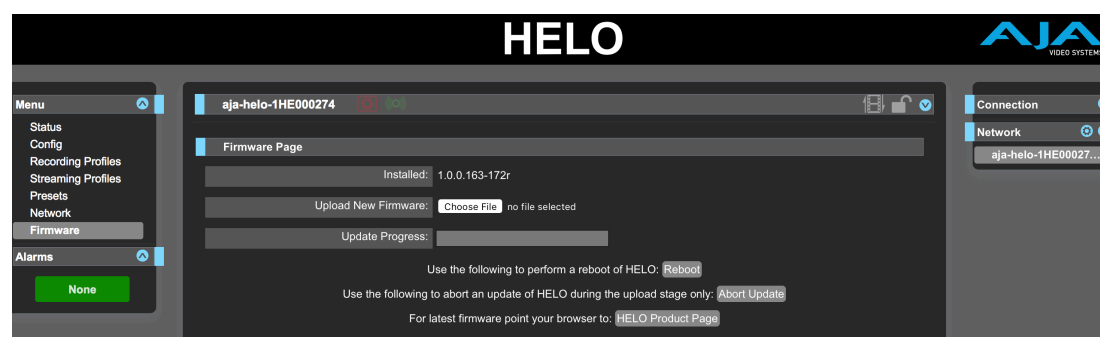 HELO
AJA
VIDEO SYSTEMS
Menu
Status
Config
Recording Profiles
Streaming Profiles
Presets
Network
Firmware
Alarms
None
aja-helo-1HE000274
Firmware Page
Installed: 1.0.0.163-172r
Upload New Firmware: Choose File no file selected
Update Progress:
Use the following to perform a reboot of HELO: Reboot
Use the following to abort an update of HELO during the upload stage only: Abort Update
For latest firmware point your browser to: HELO Product Page
Connection
Network
aja-helo-1HE00027...